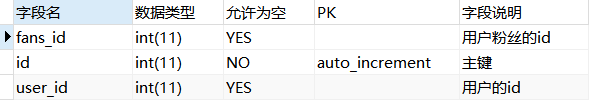 字段名 数据类型 允许为空 PK 字段说明
fans_id int(11) YES 用户粉丝的id
id int(11) NO auto_increment 主键
user_id int(11) YES 用户的id